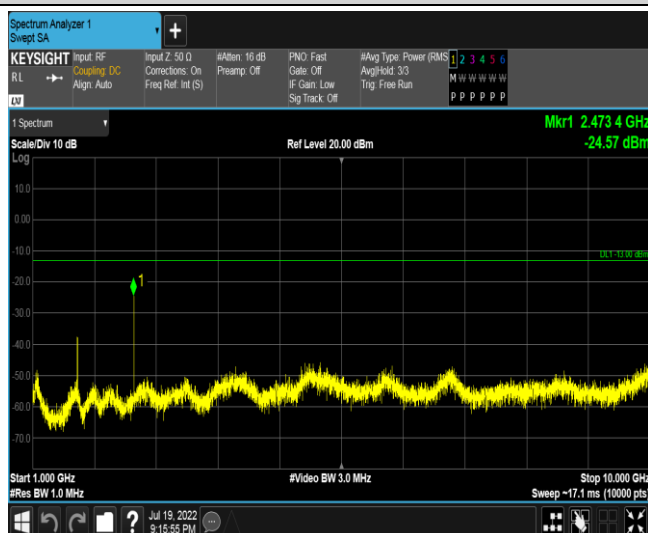 Spectrum Analyzer 1
Swept SA
+
KEYSIGHT
RL
LXI
Input: RF
Coupling: DC
Align: Auto
Input Z: 50 Ω
Corrections: On
Freq Ref: Int (S)
#Atten: 16 dB
Preamp: Off
PNO: Fast
Gate: Off
IF Gain: Low
Sig Track: Off
#Avg Type: Power (RMS
Avg|Hold: 3/3
Trig: Free Run
1 2 3 4 5 6
M W W W W W
P P P P P P
1 Spectrum
Scale/Div 10 dB
Ref Level 20.00 dBm
Mkr1 2.473 4 GHz
-24.57 dBm
Log
10.0
0.00
-10.0
DL1 -13.00 dBm
-20.0
1
-30.0
-40.0
-50.0
-60.0
-70.0
Start 1.000 GHz
#Video BW 3.0 MHz
Stop 10.000 GHz
#Res BW 1.0 MHz
Sweep ~17.1 ms (10000 pts)
?
Jul 19, 2022
9:15:55 PM